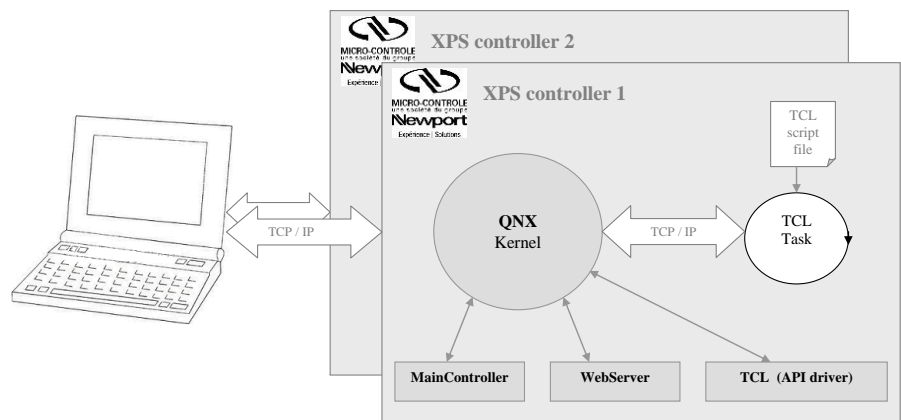 MICRO-CONTROLE
une société du groupe
Newp
Expérience |
XPS controller 2
MICRO-CONTROLE
une société du groupe
Newport
Expérience | Solutions
XPS controller 1
TCL
script
file
TCP / IP
QNX
Kernel
TCP / IP
TCL
Task
MainController
WebServer
TCL (API driver)